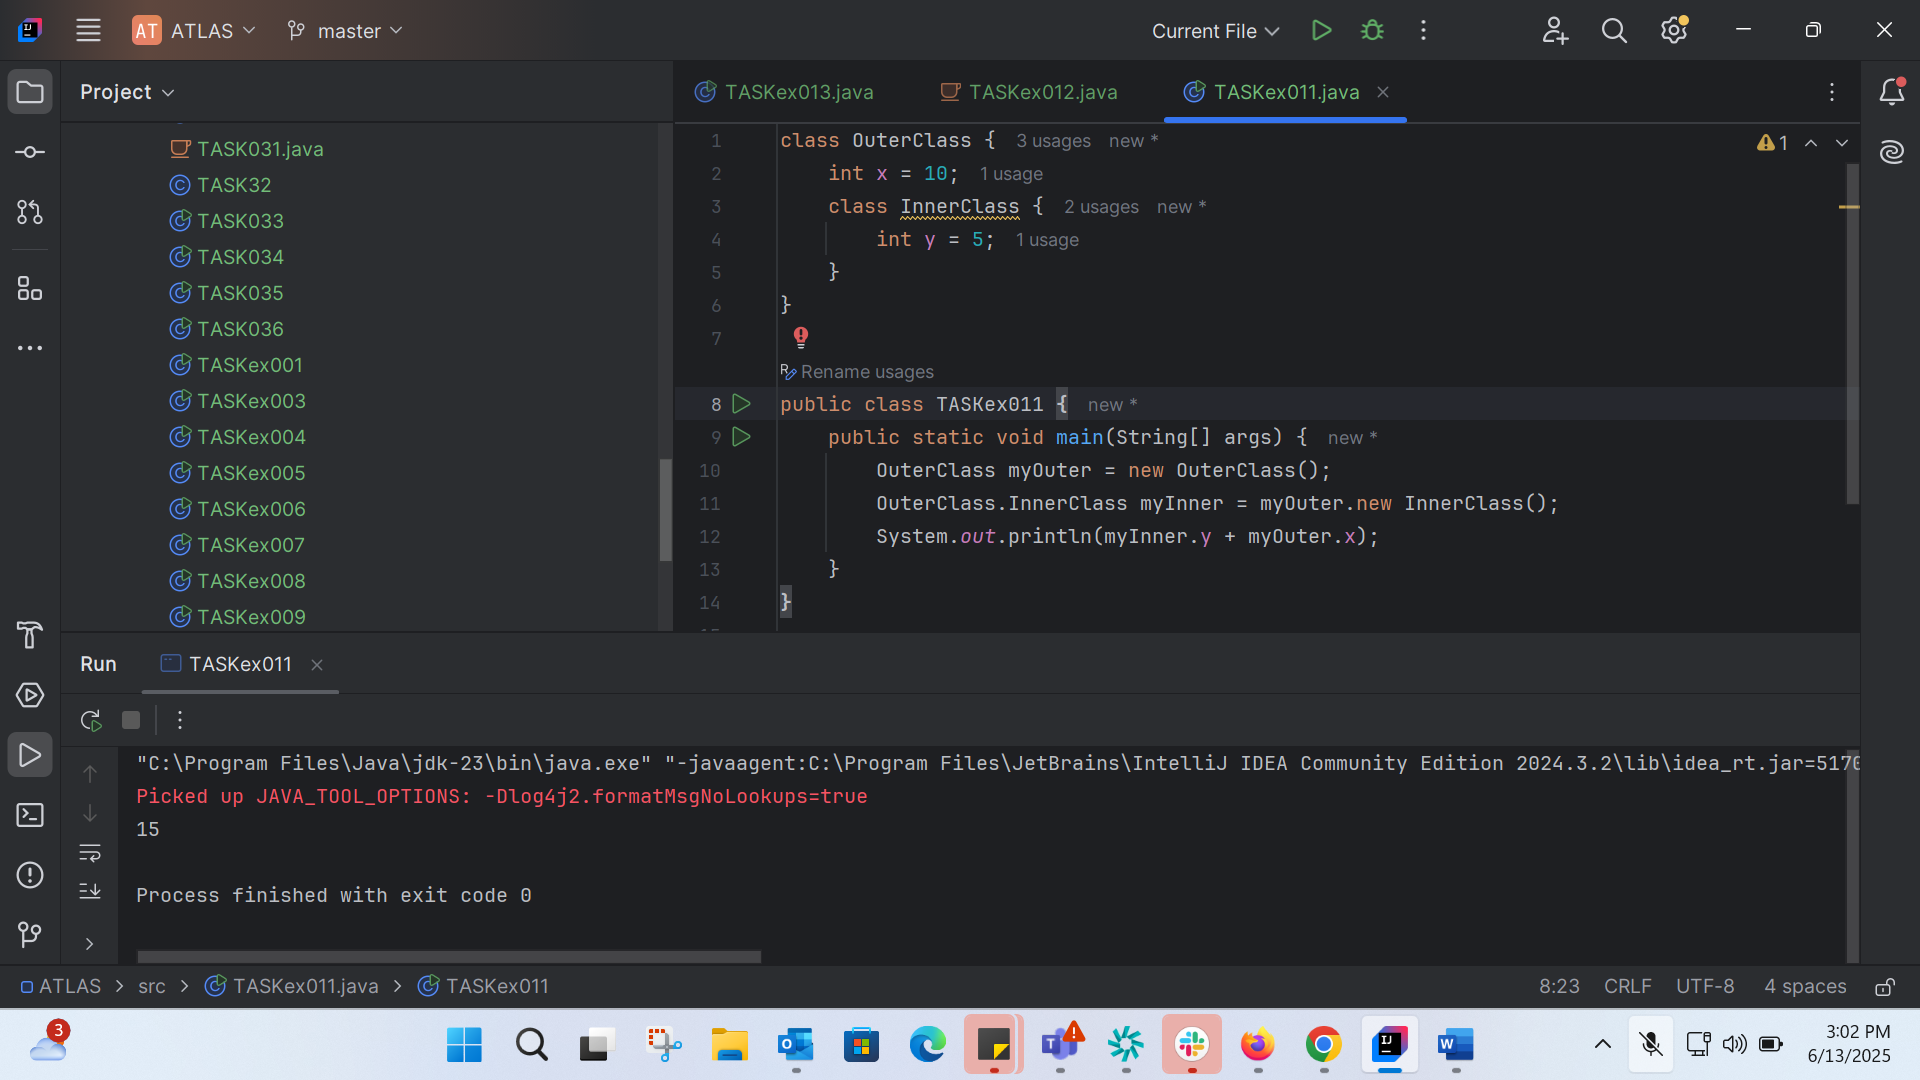 AT ATLAS master Current File
Project
TASKex013.java TASKex012.java TASKex011.java
TASK031.java
TASK32
TASK033
TASK034
TASK035
TASK036
TASKex001
TASKex003
TASKex004
TASKex005
TASKex006
TASKex007
TASKex008
TASKex009
1 class OuterClass { 3 usages new *
2 int x = 10; 1 usage
3 class InnerClass { 2 usages new *
4 int y = 5; 1 usage
5 }
6 }
7
Rename usages
8 public class TASKex011 { new *
9 public static void main(String[] args) { new *
10 OuterClass myOuter = new OuterClass();
11 OuterClass.InnerClass myInner = myOuter.new InnerClass();
12 System.out.println(myInner.y + myOuter.x);
13 }
14 }
1
Run TASKex011
"C:\Program Files\Java\jdk-23\bin\java.exe" "-javaagent:C:\Program Files\JetBrains\IntelliJ IDEA Community Edition 2024.3.2\lib\idea_rt.jar=5170
Picked up JAVA_TOOL_OPTIONS: -Dlog4j2.formatMsgNoLookups=true
15
Process finished with exit code 0
ATLAS > src > TASKex011.java > TASKex011 8:23 CRLF UTF-8 4 spaces
3
3:02 PM
6/13/2025